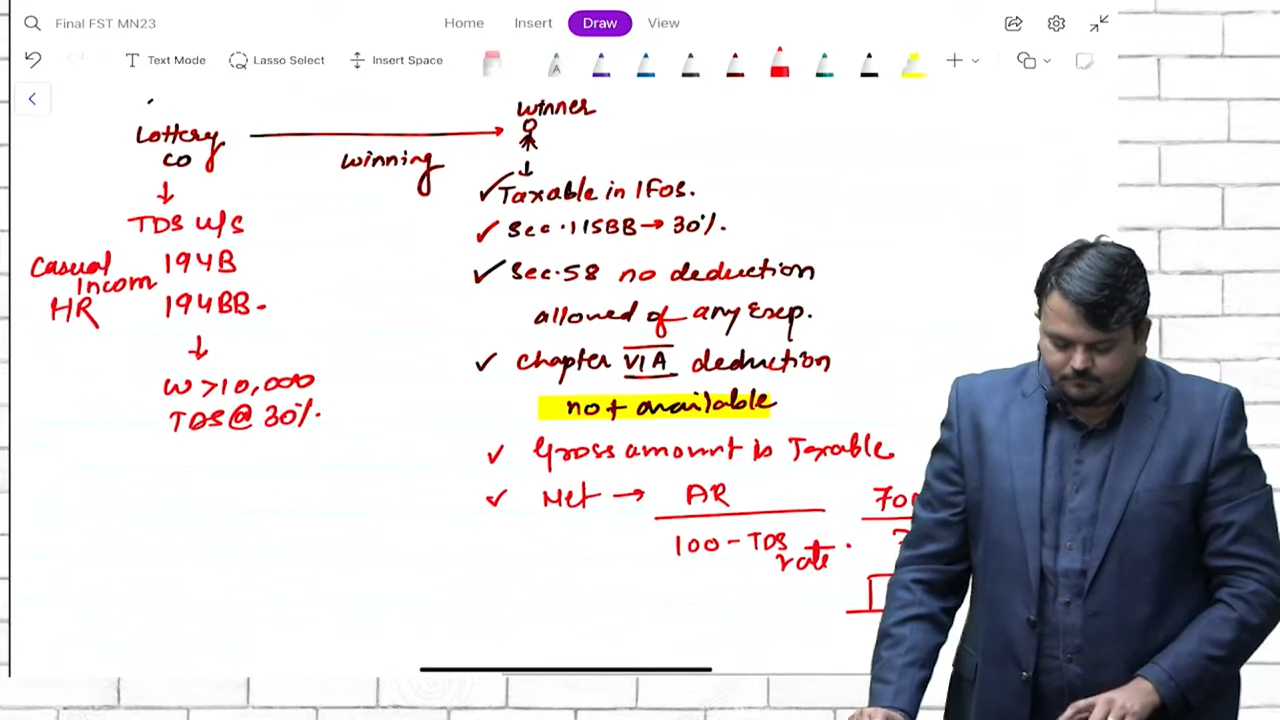 Final FST MN23
Home Insert Draw View
Text Mode Lasso Select Insert Space
Lottery
CO
winning
winner
TDS u/s
Casual
Incom
194B
HR
194BB
W >10,000
TDS @ 30%
Taxable in IFOS.
Sec.115BB → 30%.
Sec.58 no deduction
allowed of any Exp.
Chapter VIA deduction
not available
Gross amount is Taxable
Net → AR
100 - TDS
rate